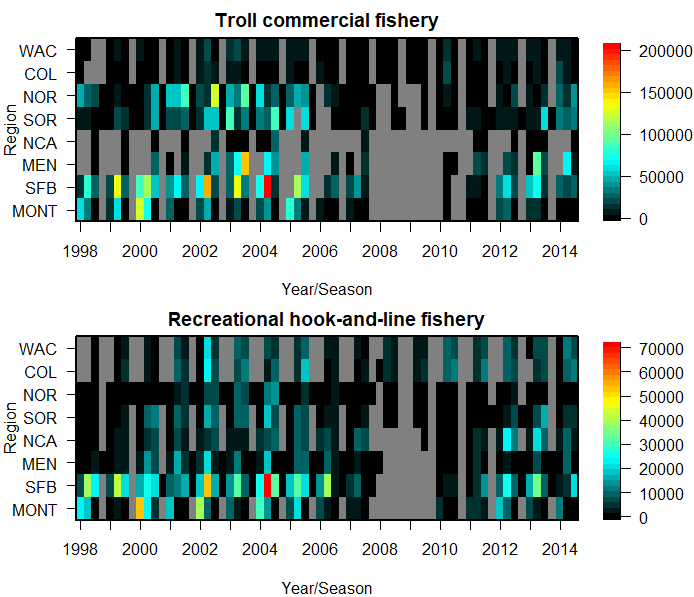 Troll commercial fishery
Region
WAC
COL
NOR
SOR
NCA
MEN
SFB
MONT
1998 2000 2002 2004 2006 2008 2010 2012 2014
Year/Season
200000
150000
100000
50000
0
Recreational hook-and-line fishery
Region
WAC
COL
NOR
SOR
NCA
MEN
SFB
MONT
1998 2000 2002 2004 2006 2008 2010 2012 2014
Year/Season
70000
60000
50000
40000
30000
20000
10000
0